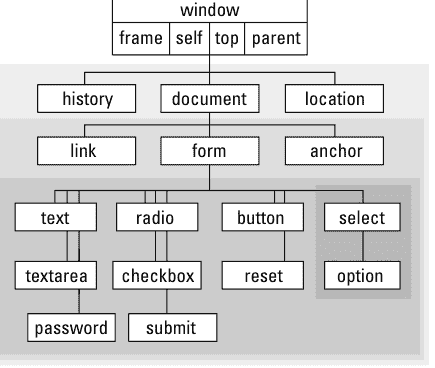 window
frame self top parent
history document location
link form anchor
text radio button select
textarea checkbox reset option
password submit